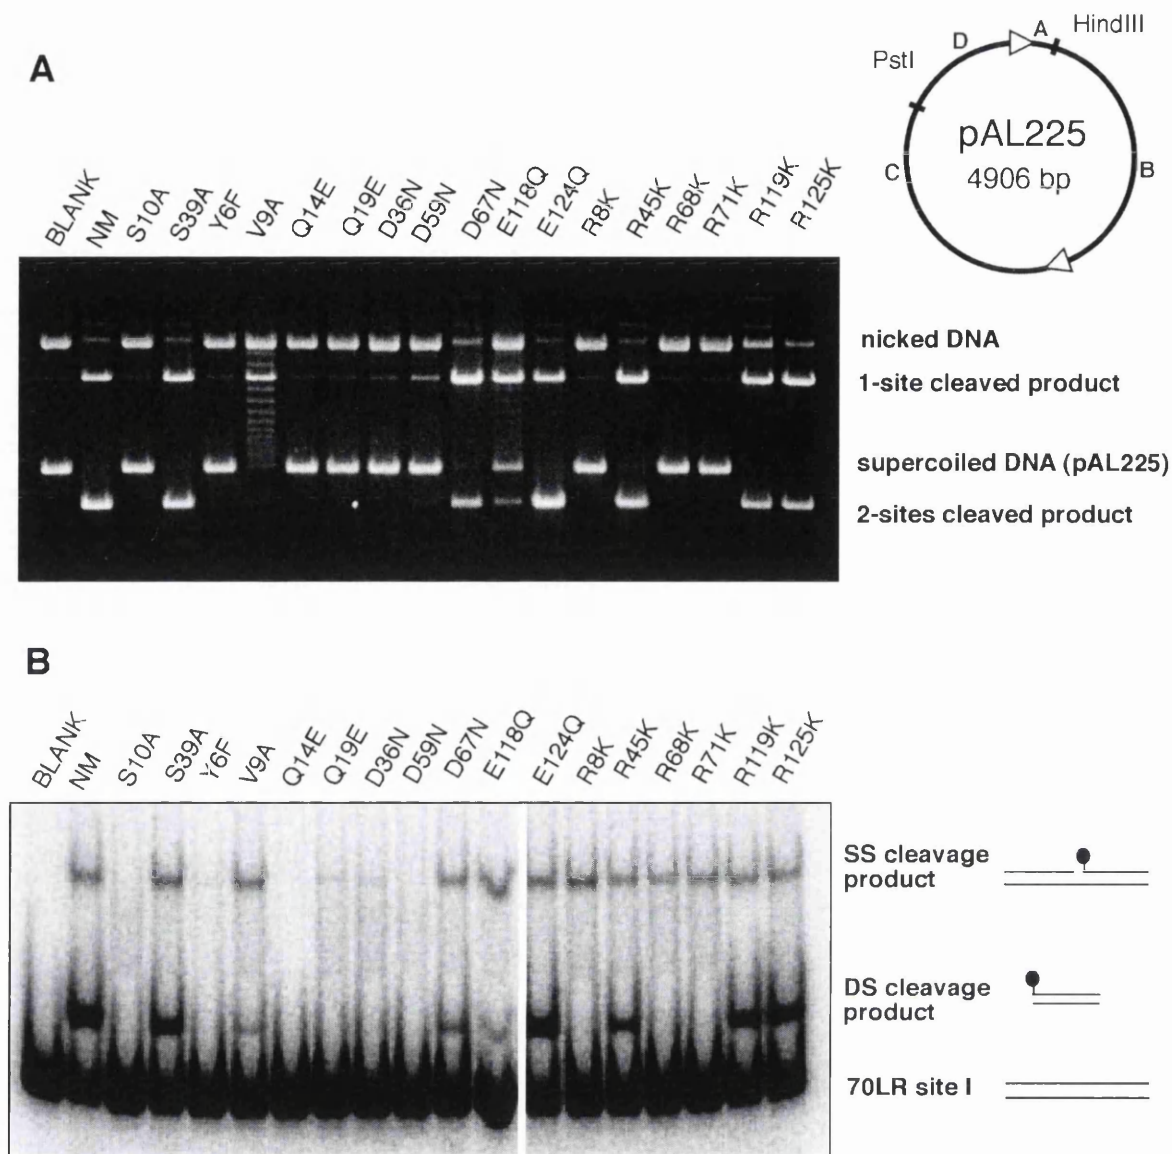 A
D
A
HindIII
PstI
pAL225
4906 bp
C
B
BLANK
NM
S10A
S39A
Y6F
V9A
Q14E
Q19E
D36N
D59N
D67N
E118Q
E124Q
R8K
R45K
R68K
R71K
R119K
R125K
nicked DNA
1-site cleaved product
supercoiled DNA (pAL225)
2-sites cleaved product
B
BLANK
NM
S10A
S39A
Y6F
V9A
Q14E
Q19E
D36N
D59N
D67N
E118Q
E124Q
R8K
R45K
R68K
R71K
R119K
R125K
SS cleavage
product
DS cleavage
product
70LR site I